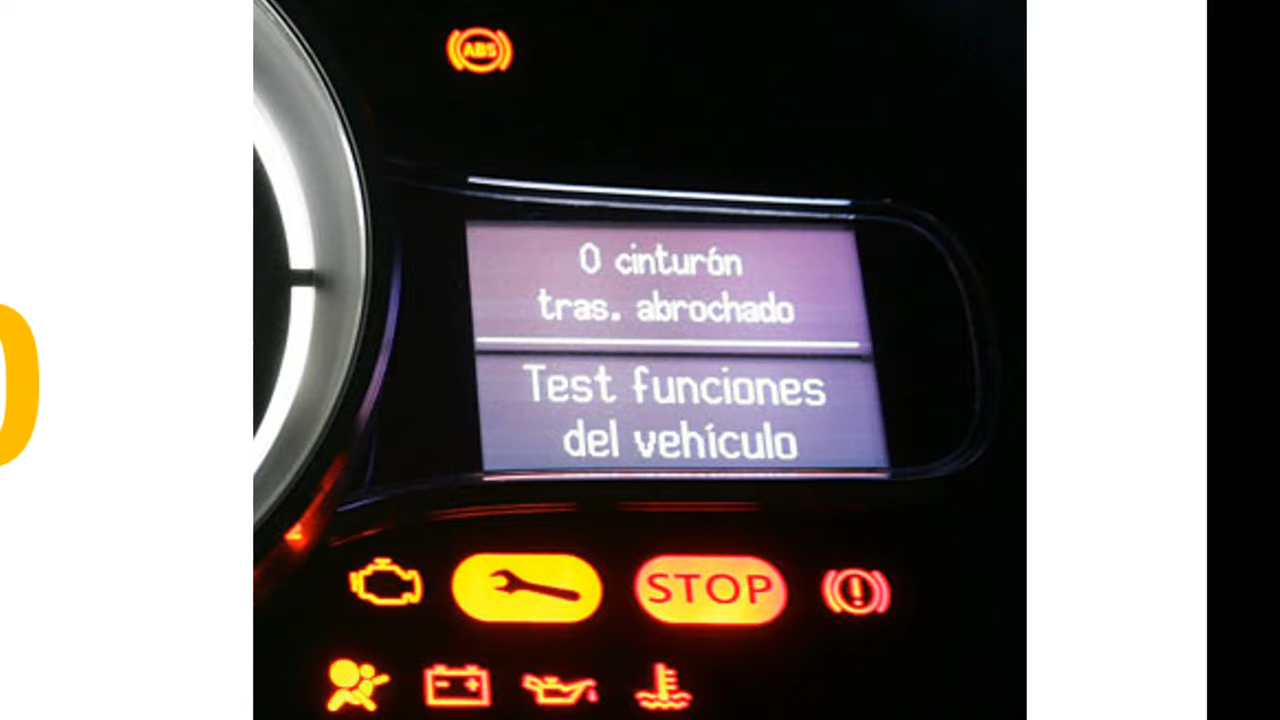 ABS
0 cinturón
tras. abrochado
Test funciones
del vehículo
STOP